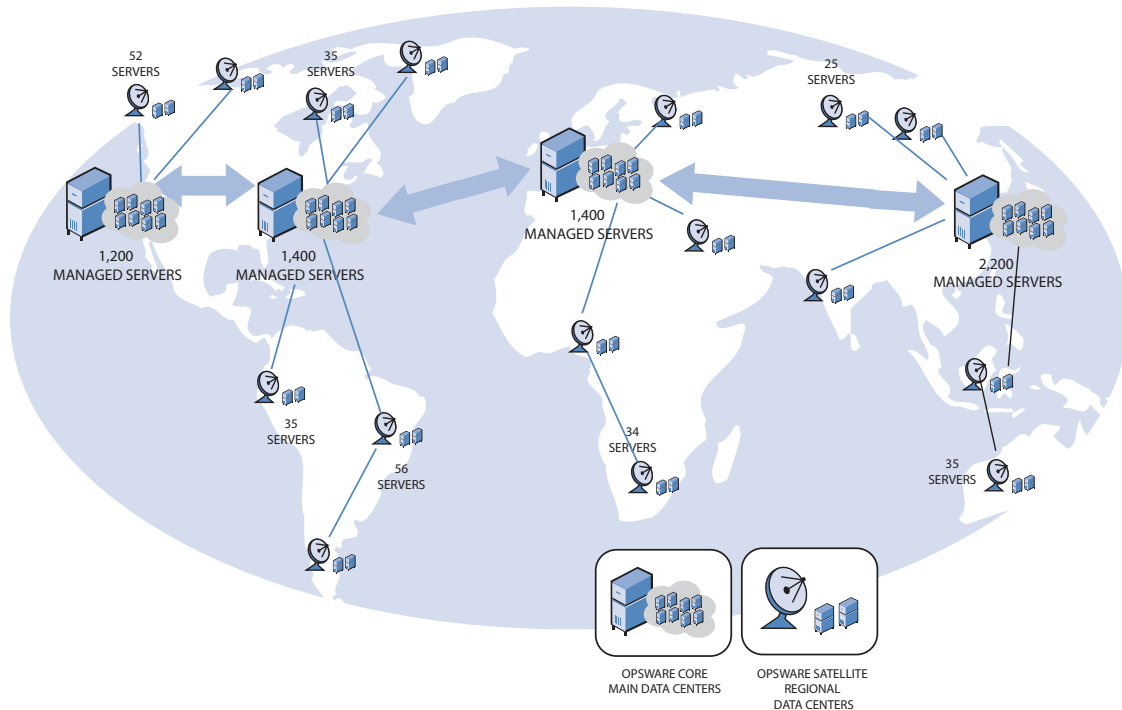 52
SERVERS
35
SERVERS
25
SERVERS
1,200
MANAGED SERVERS
1,400
MANAGED SERVERS
1,400
MANAGED SERVERS
2,200
MANAGED SERVERS
35
SERVERS
56
SERVERS
34
SERVERS
35
SERVERS
OPSWARE CORE
MAIN DATA CENTERS
OPSWARE SATELLITE
REGIONAL
DATA CENTERS